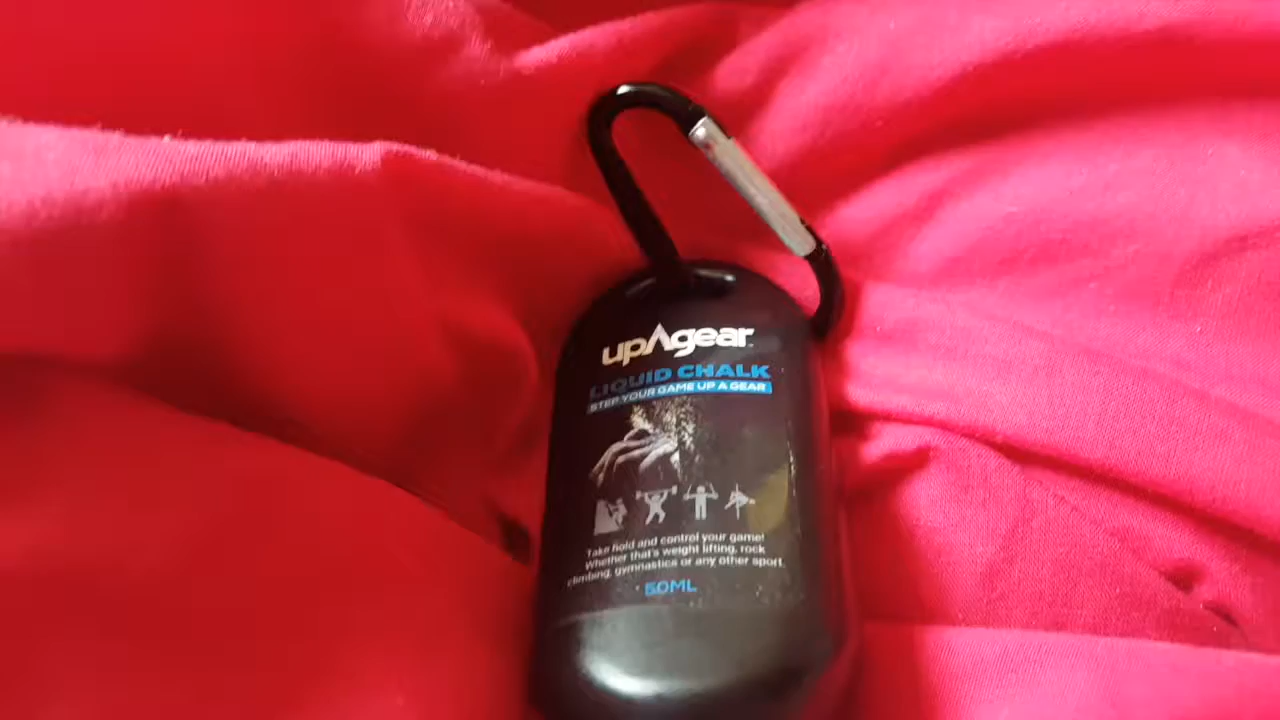 upAgear
LIQUID CHALK
STEP YOUR GAME UP A GEAR
Take hold and control your game!
Whether that's weight lifting, rock
climbing, gymnastics or any other sport.
50ML